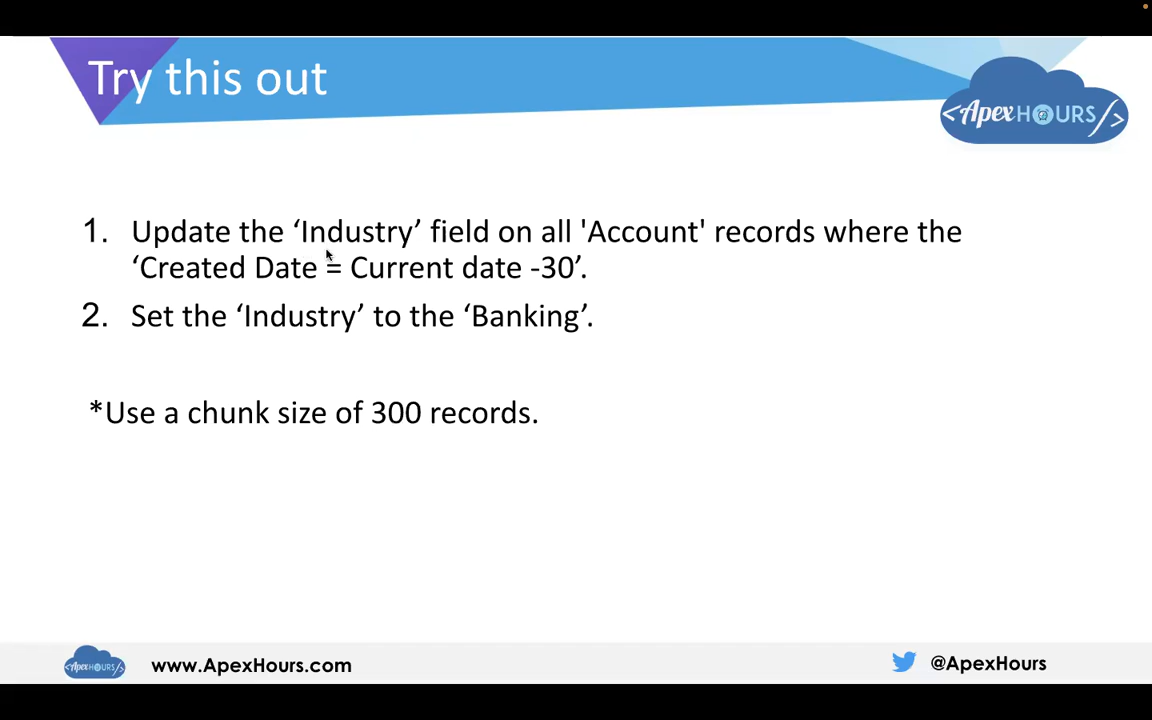 Try this out
<ApexHOURS/>
1. Update the ‘Industry’ field on all 'Account' records where the
‘Created Date = Current date -30’.
2. Set the ‘Industry’ to the ‘Banking’.
*Use a chunk size of 300 records.
<ApexHOURS/>
www.ApexHours.com
@ApexHours